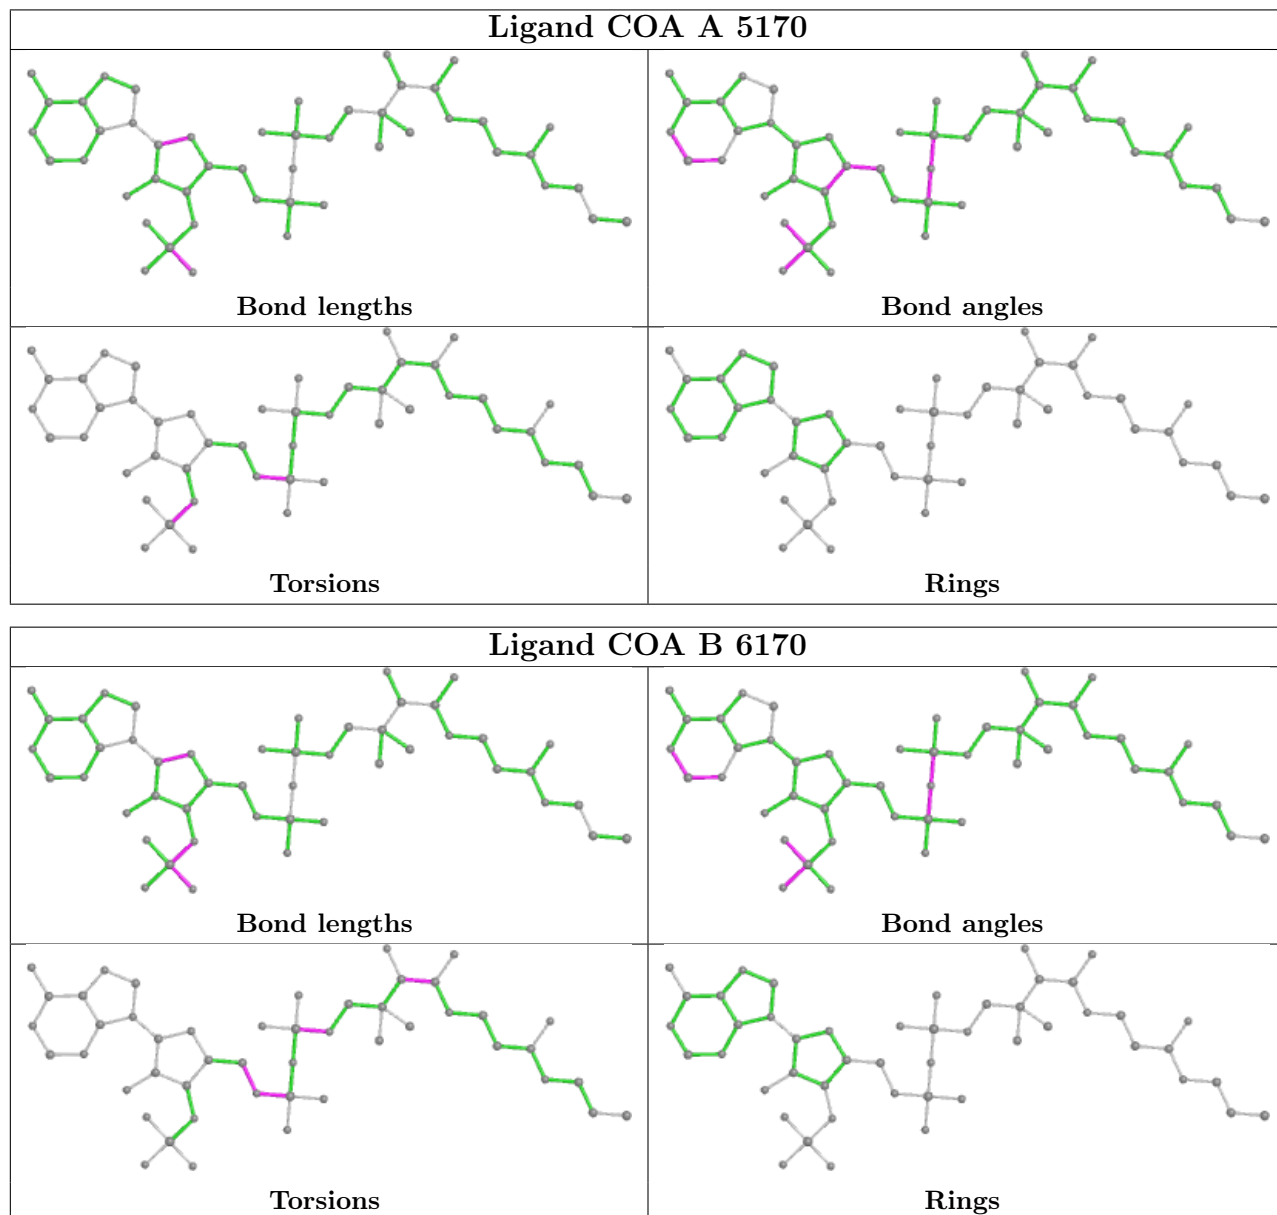 Ligand COA A 5170
Bond lengths
Bond angles
Torsions
Rings
Ligand COA B 6170
Bond lengths
Bond angles
Torsions
Rings